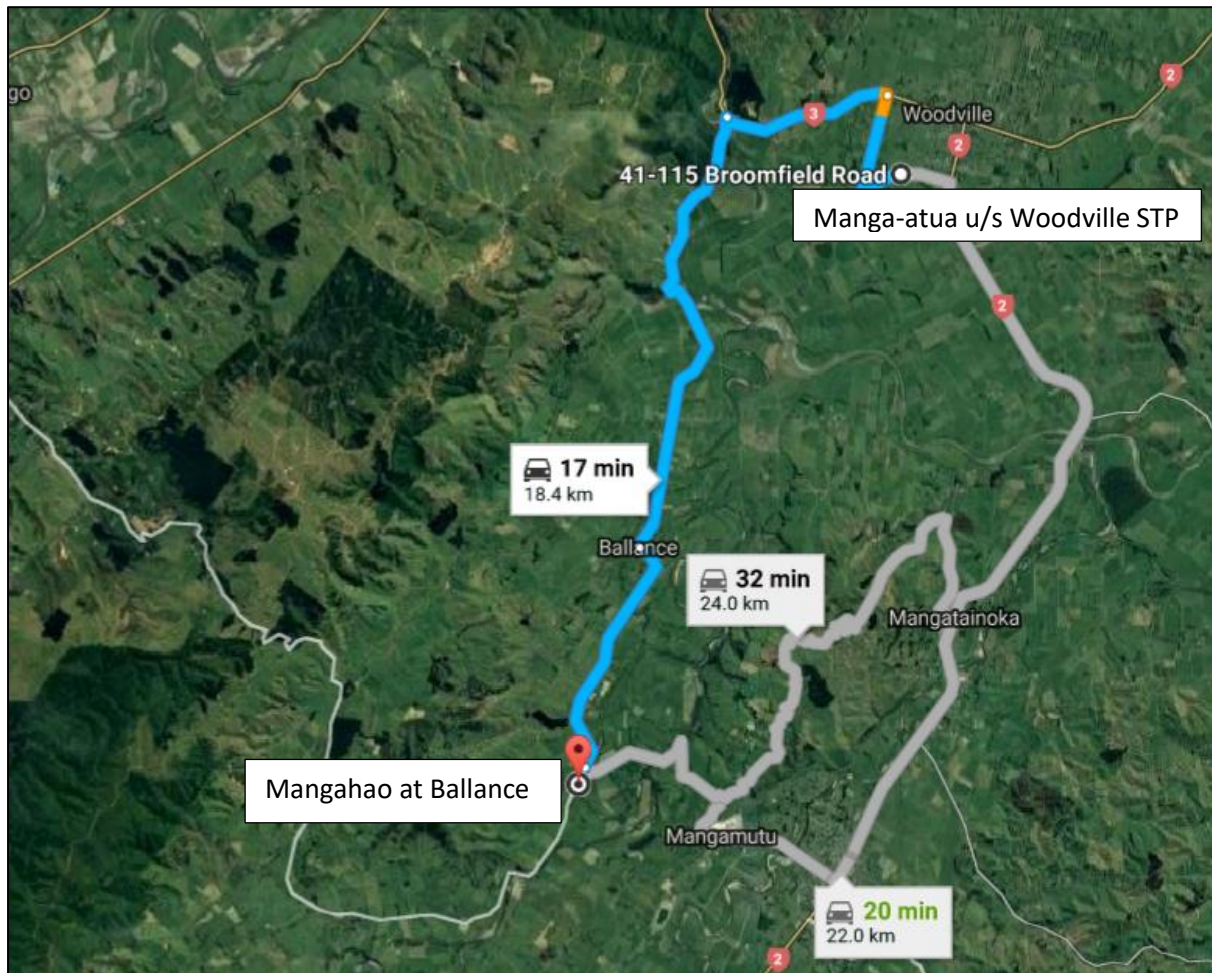 go
2
3
Woodville
2
41-115 Broomfield Road
Manga-atua u/s Woodville STP
2
17 min
18.4 km
Ballance
32 min
24.0 km
Mangatainoka
Mangahao at Ballance
Mangamutu
20 min
22.0 km
2